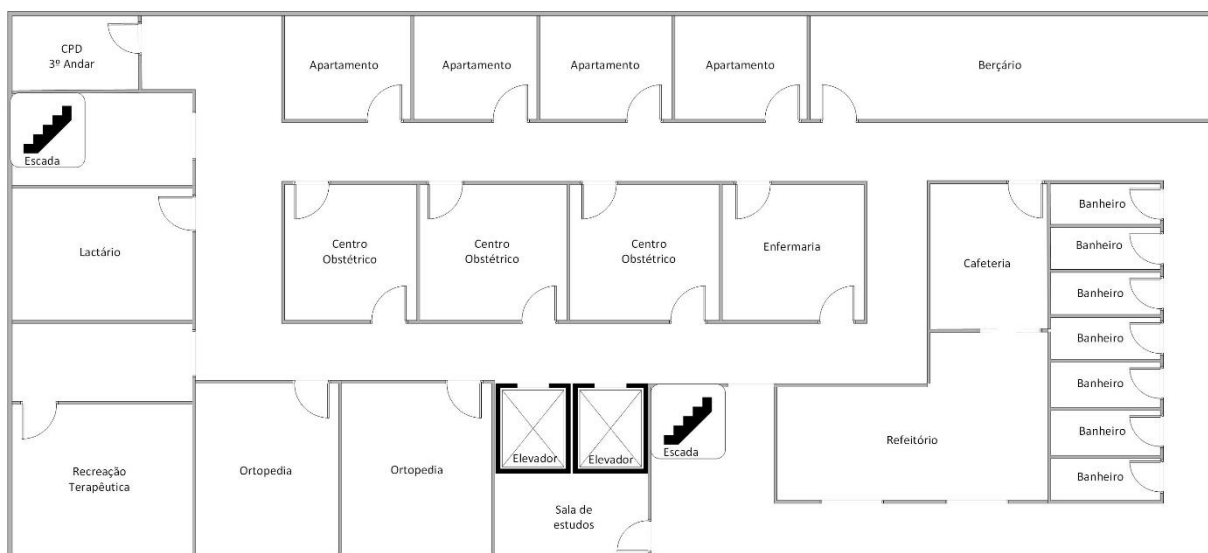 CPD
3º Andar
Apartamento
Apartamento
Apartamento
Apartamento
Berçário
Escada
Lactário
Centro
Obstétrico
Centro
Obstétrico
Centro
Obstétrico
Enfermaria
Cafeteria
Banheiro
Banheiro
Banheiro
Banheiro
Banheiro
Banheiro
Banheiro
Recreação
Terapêutica
Ortopedia
Ortopedia
Elevador
Elevador
Escada
Refeitório
Sala de
estudos